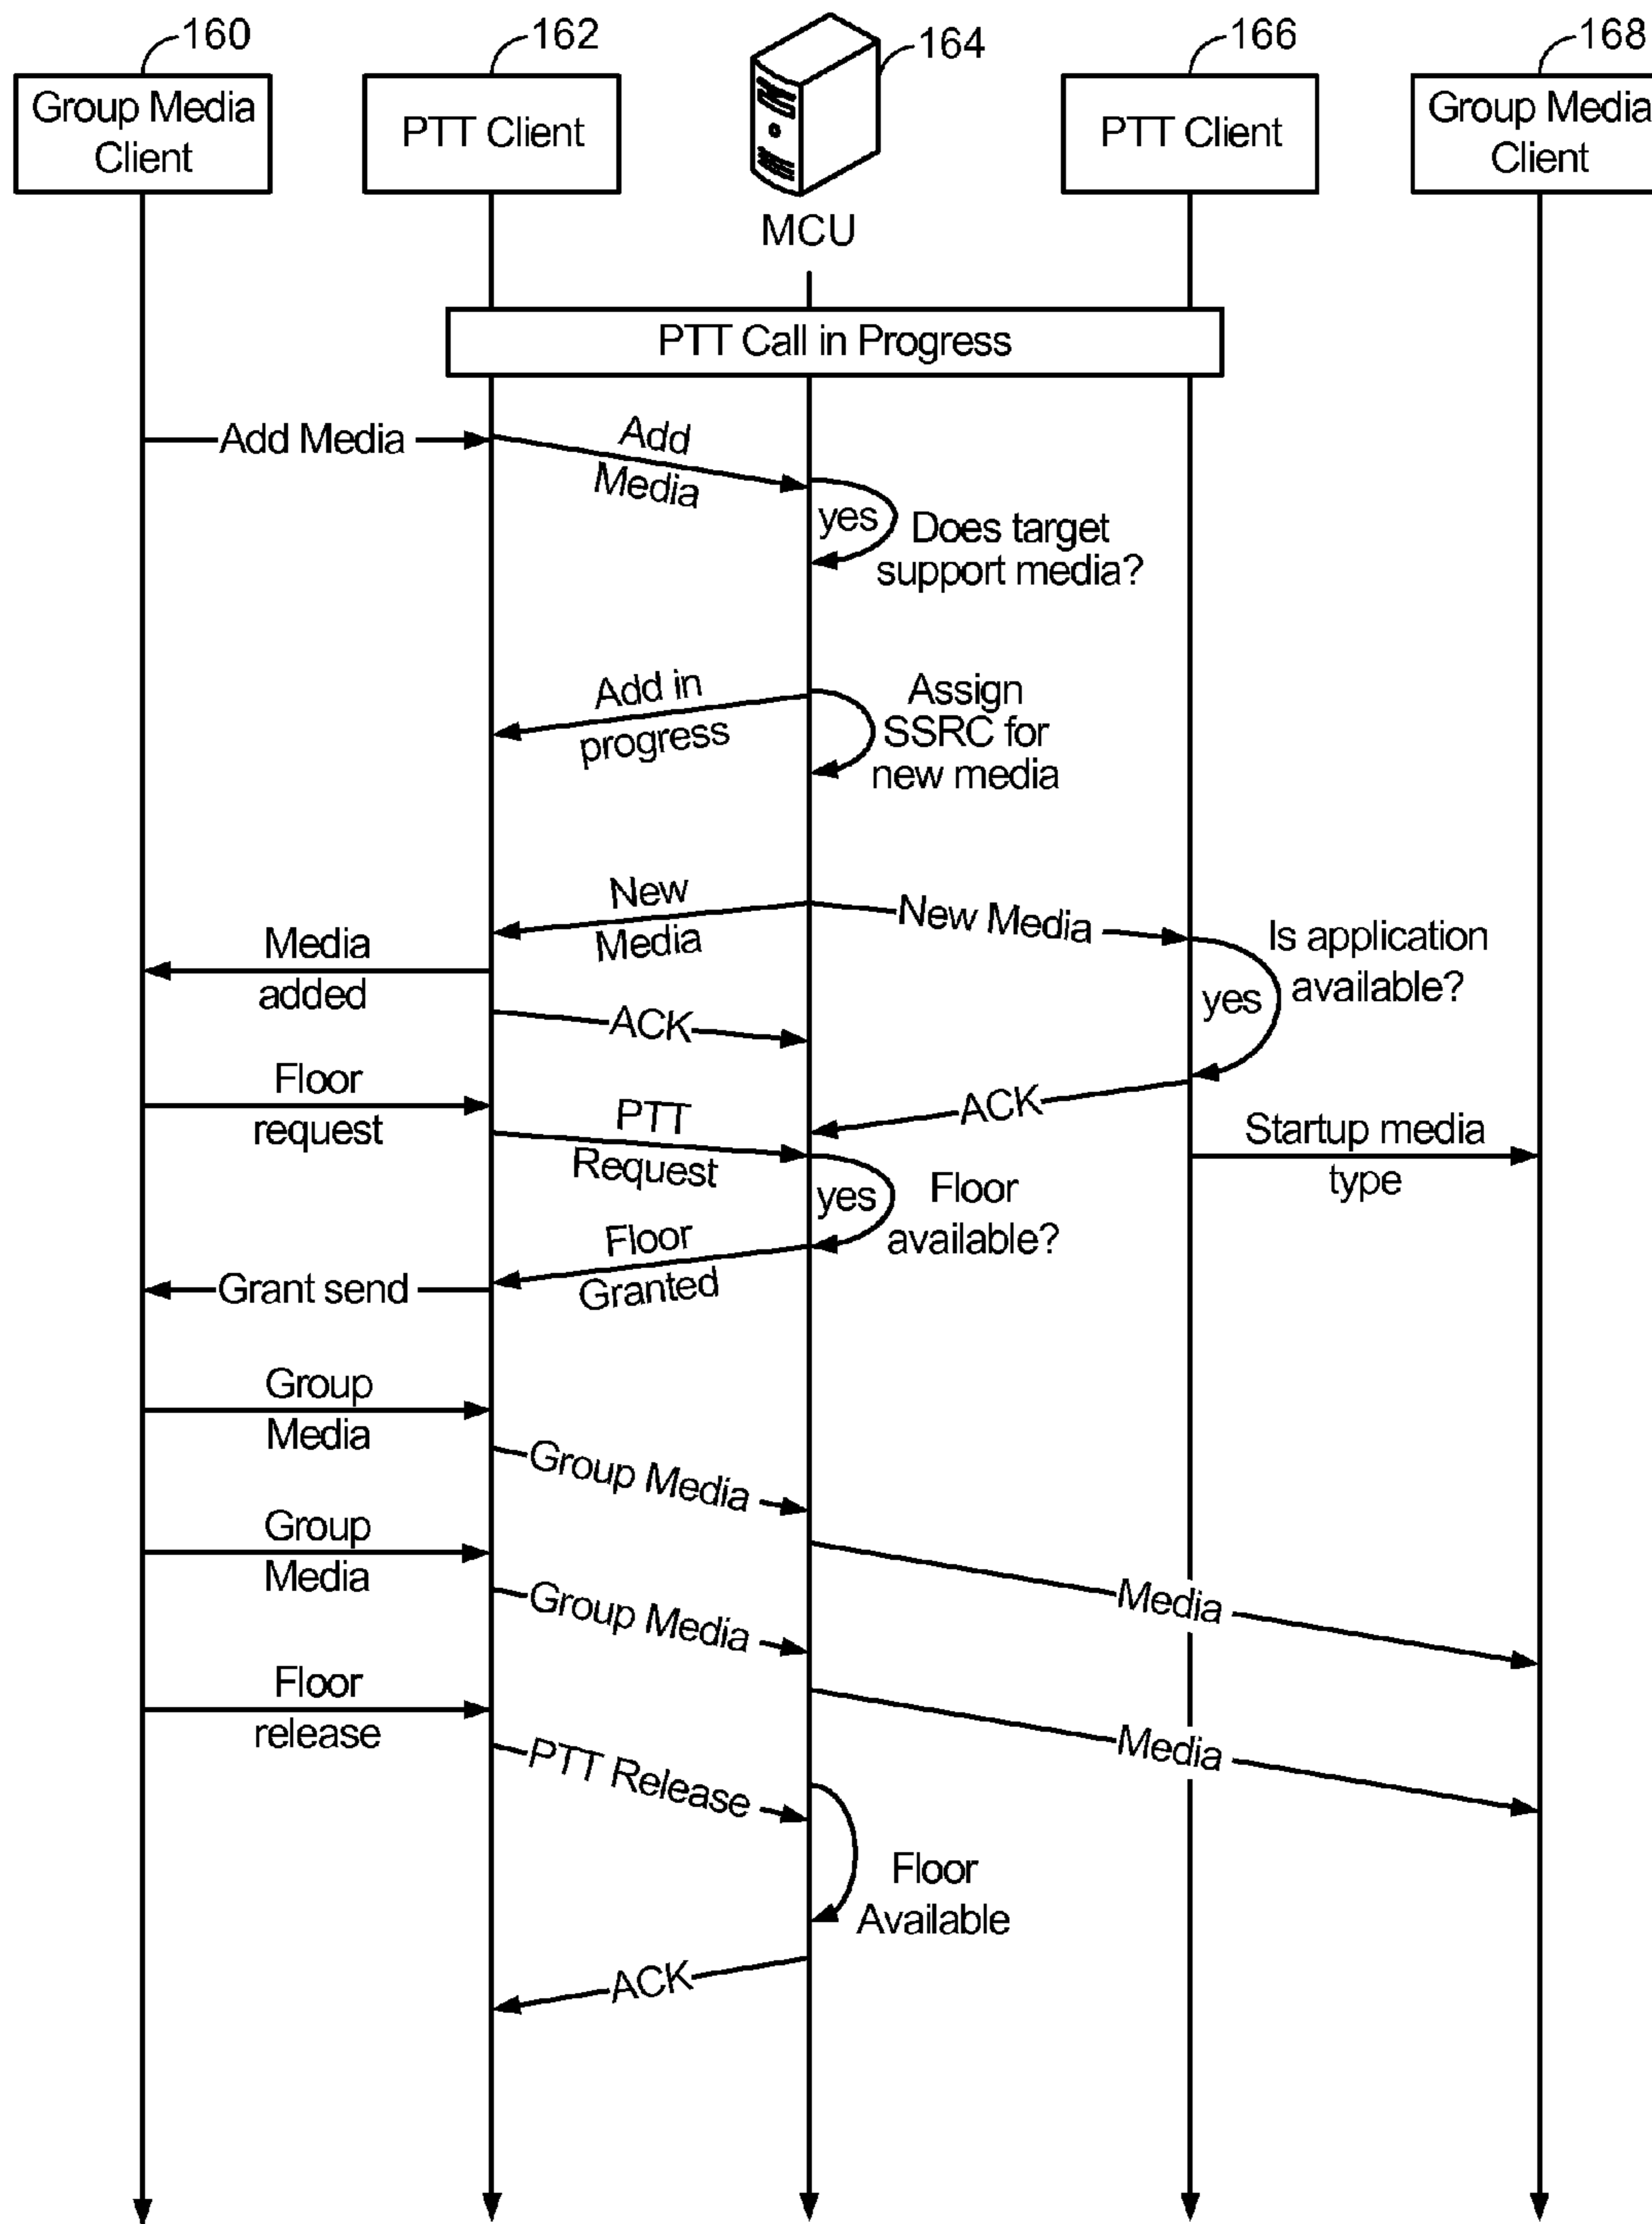 160
162
164
166
168
Group Media
Client
PTT Client
MCU
PTT Client
Group Media
Client
PTT Call in Progress
Add Media
Add
Media
yes
Does target
support media?
Add in
progress
Assign
SSRC for
new media
New
Media
New Media
Media
added
Is application
available?
yes
ACK
Floor
request
ACK
PTT
Request
Startup media
type
yes
Floor
available?
Floor
Granted
Grant send
Group
Media
Group Media
Group
Media
Media
Group Media
Floor
release
Media
PTT Release
Floor
Available
ACK